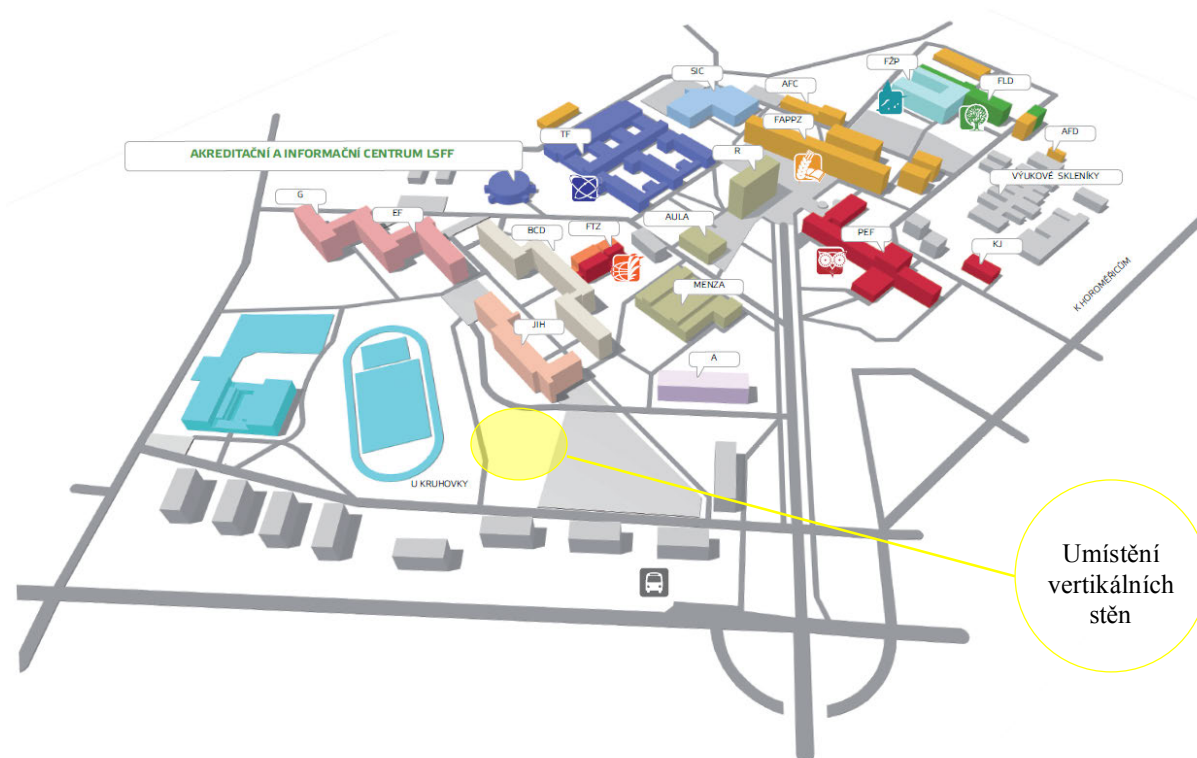 FŽP
SIC
FLD
AFC
FAPPZ
TF
AFD
R
AKREDITAČNÍ A INFORMAČNÍ CENTRUM LSFF
VÝUKOVÉ SKLENÍKY
G
EF
AULA
FTZ
BCD
PEF
KJ
MENZA
K HOROMĚŘICŮM
JIH
A
U KRUHOVKY
Umístění
vertikálních
stěn